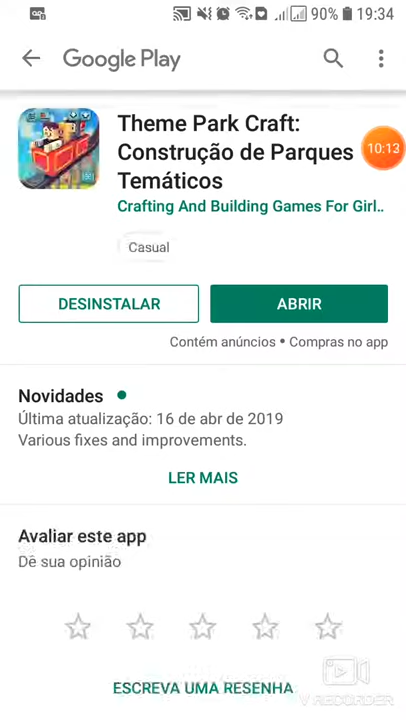 90% 19:34
Google Play
Theme Park Craft:
Construção de Parques
Temáticos
10:13
Crafting And Building Games For Girl..
Casual
DESINSTALAR
ABRIR
Contém anúncios • Compras no app
Novidades
Última atualização: 16 de abr de 2019
Various fixes and improvements.
LER MAIS
Avaliar este app
Dê sua opinião
ESCREVA UMA RESENHA
V RECORDER